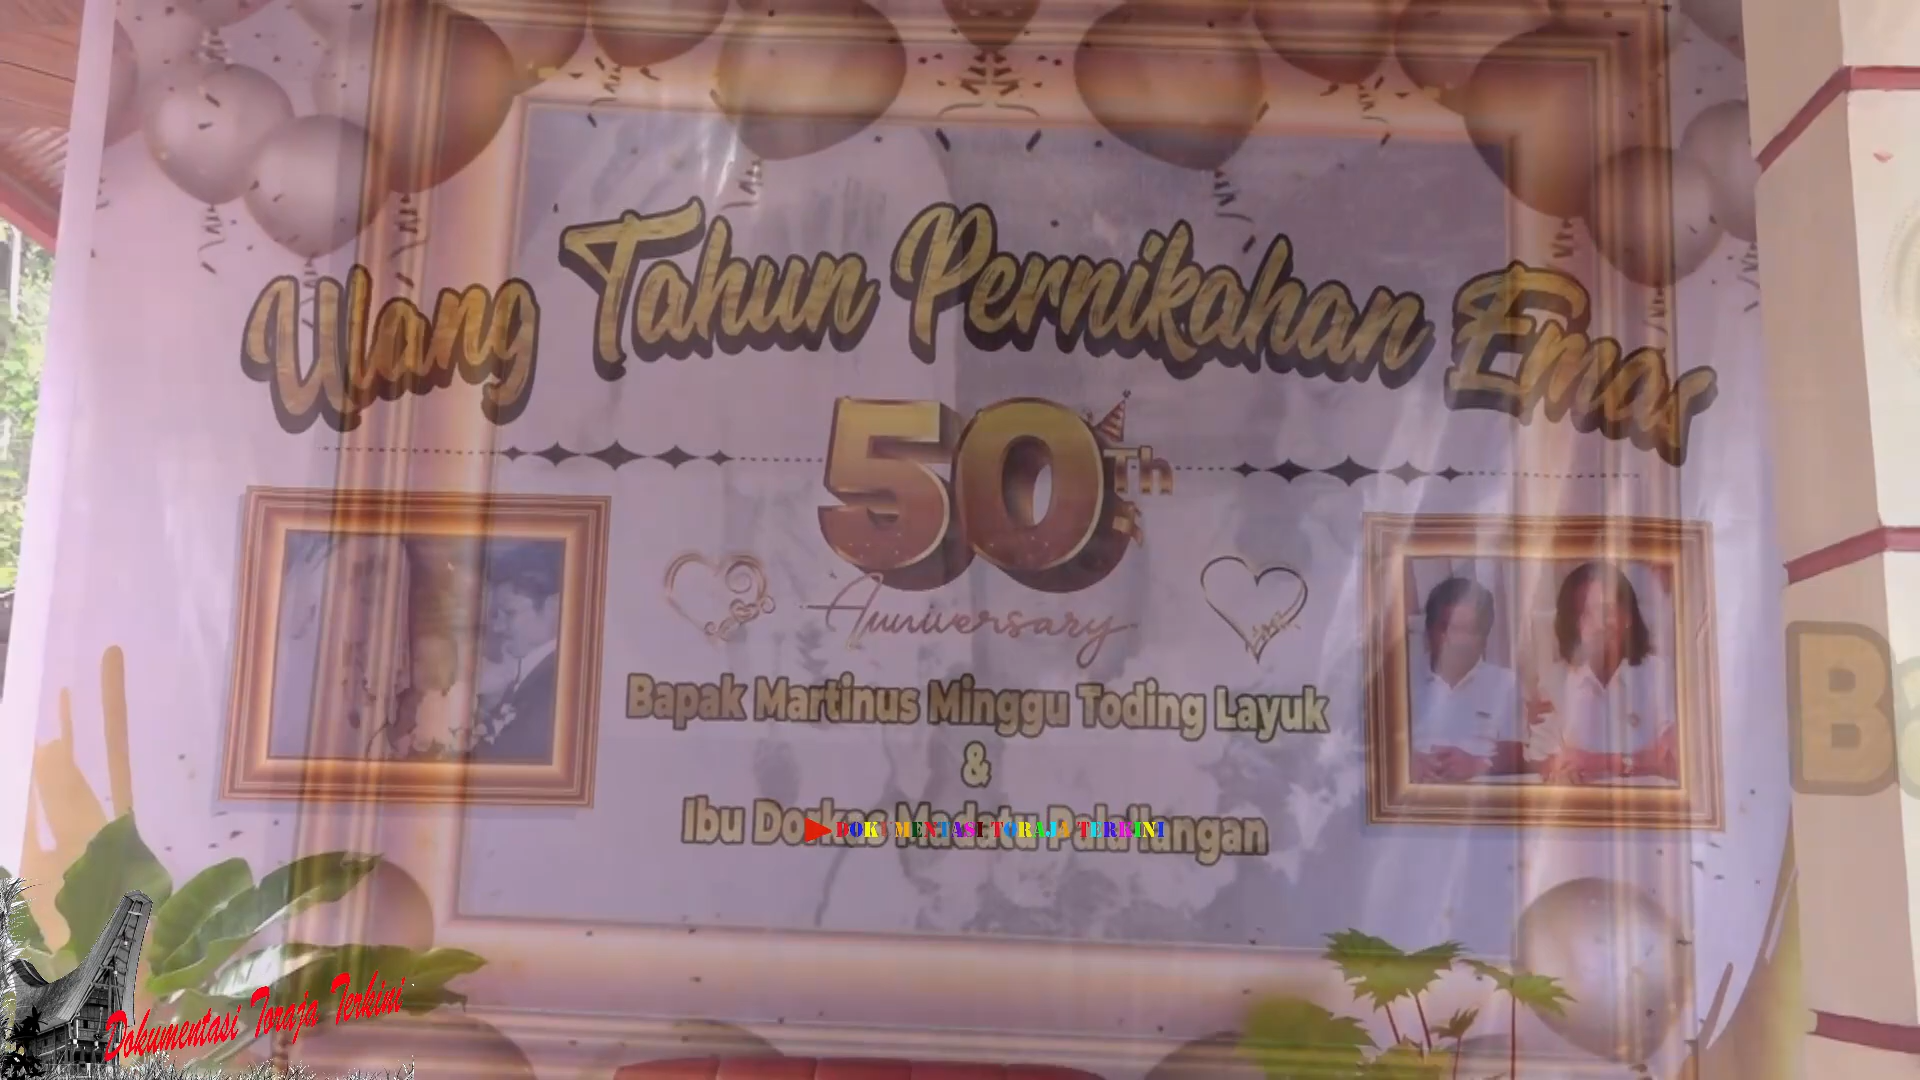 Ulang Tahun Pernikahan Emas
50Th
Anniversary
Bapak Martinus Minggu Toding Layuk
&
Ibu Dorkas Madatu Palulangan
DOKUMENTASI TORAJA TERKINI
Dokumentasi Toraja Terkini